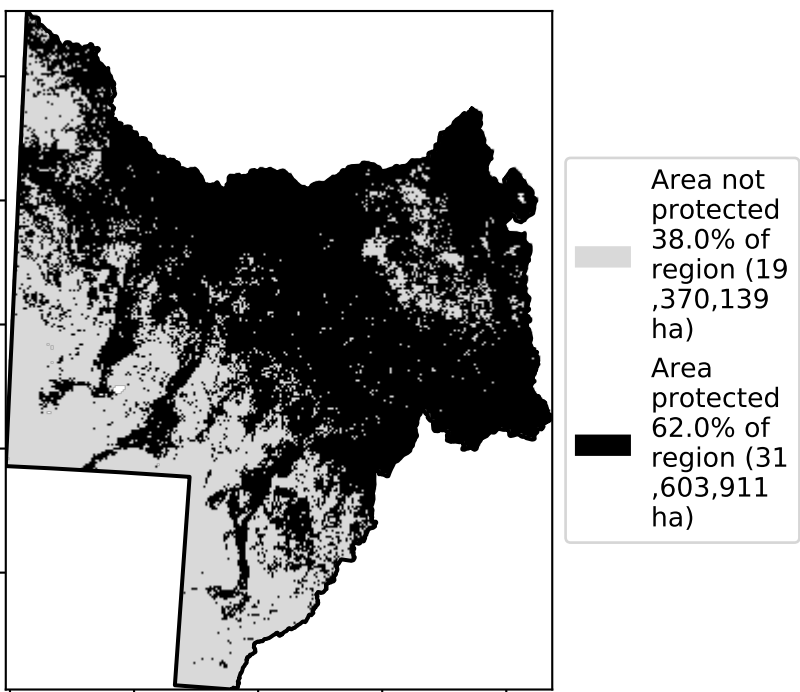 Area not
protected
38.0% of
region (19
,370,139
ha)
Area
protected
62.0% of
region (31
,603,911
ha)